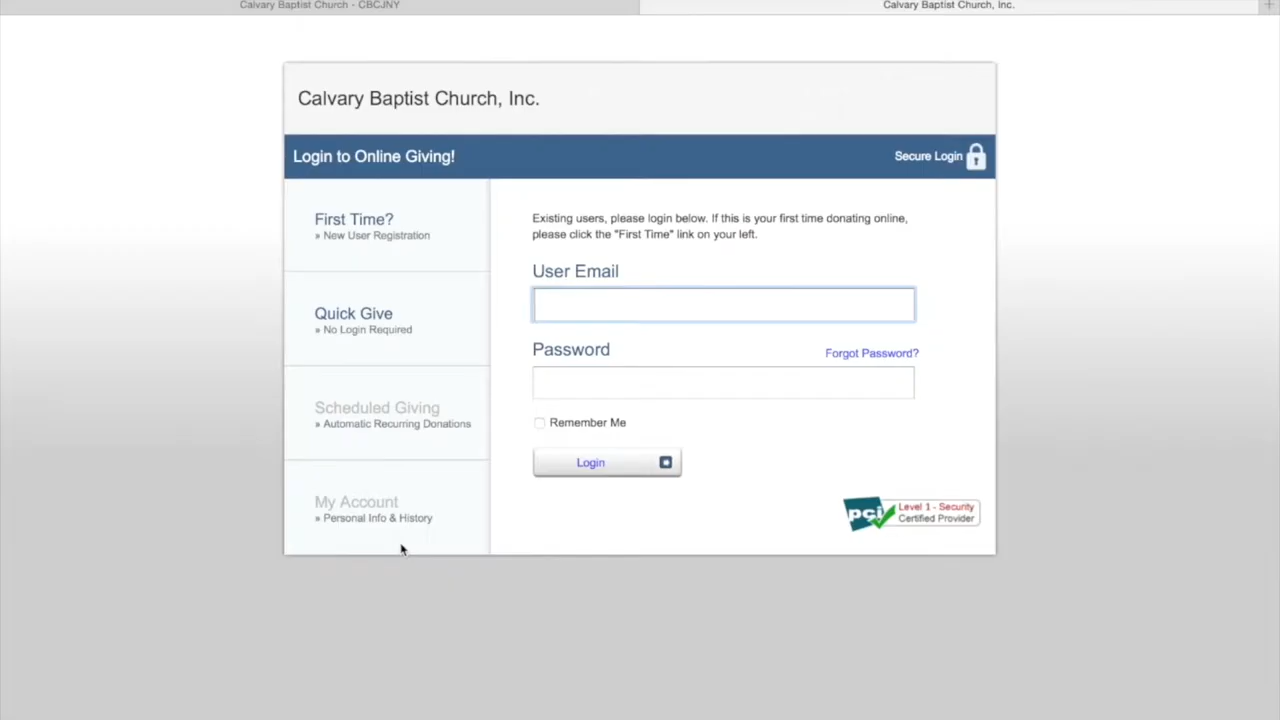 Calvary Baptist Church - CBCJNY
Calvary Baptist Church, Inc.
Calvary Baptist Church, Inc.
Login to Online Giving!
Secure Login
First Time?
» New User Registration
Quick Give
» No Login Required
Scheduled Giving
» Automatic Recurring Donations
My Account
» Personal Info & History
Existing users, please login below. If this is your first time donating online,
please click the "First Time" link on your left.
User Email
Password
Forgot Password?
Remember Me
Login
pci
Level 1 - Security
Certified Provider